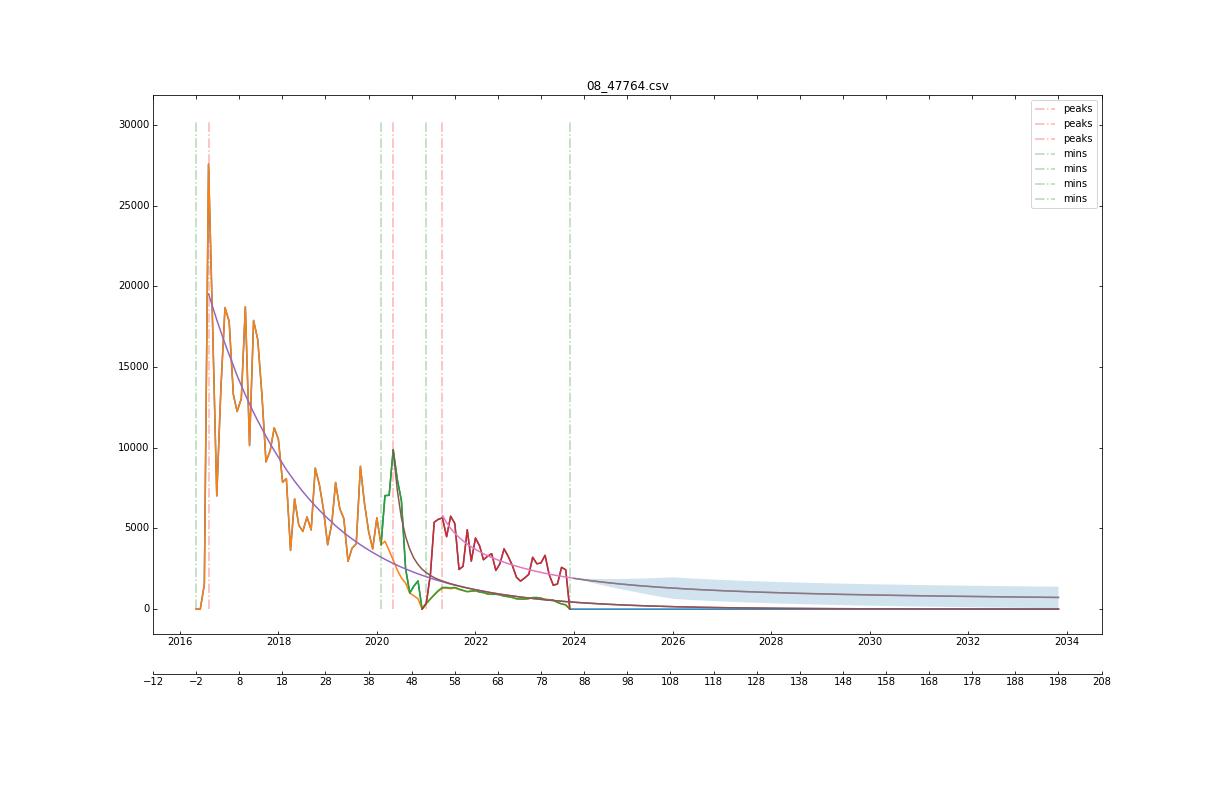 08_47764.csv
peaks
peaks
peaks
mins
mins
mins
mins
30000
25000
20000
15000
10000
5000
0
2016 2018 2020 2022 2024 2026 2028 2030 2032 2034
−12 −2 8 18 28 38 48 58 68 78 88 98 108 118 128 138 148 158 168 178 188 198 208